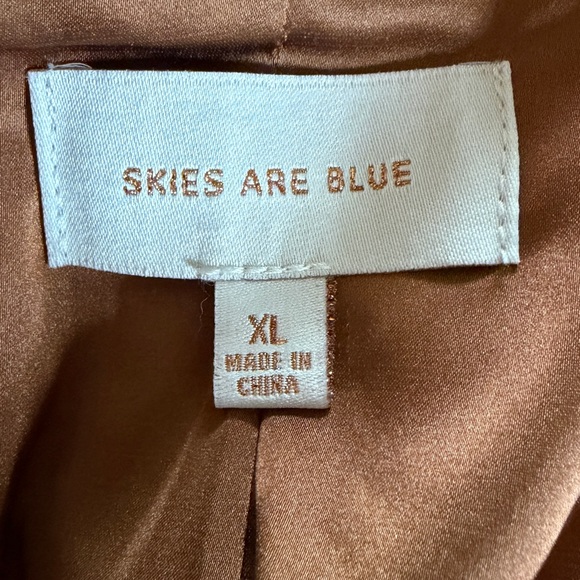 SKIES ARE BLUE
XL
MADE IN
CHINA